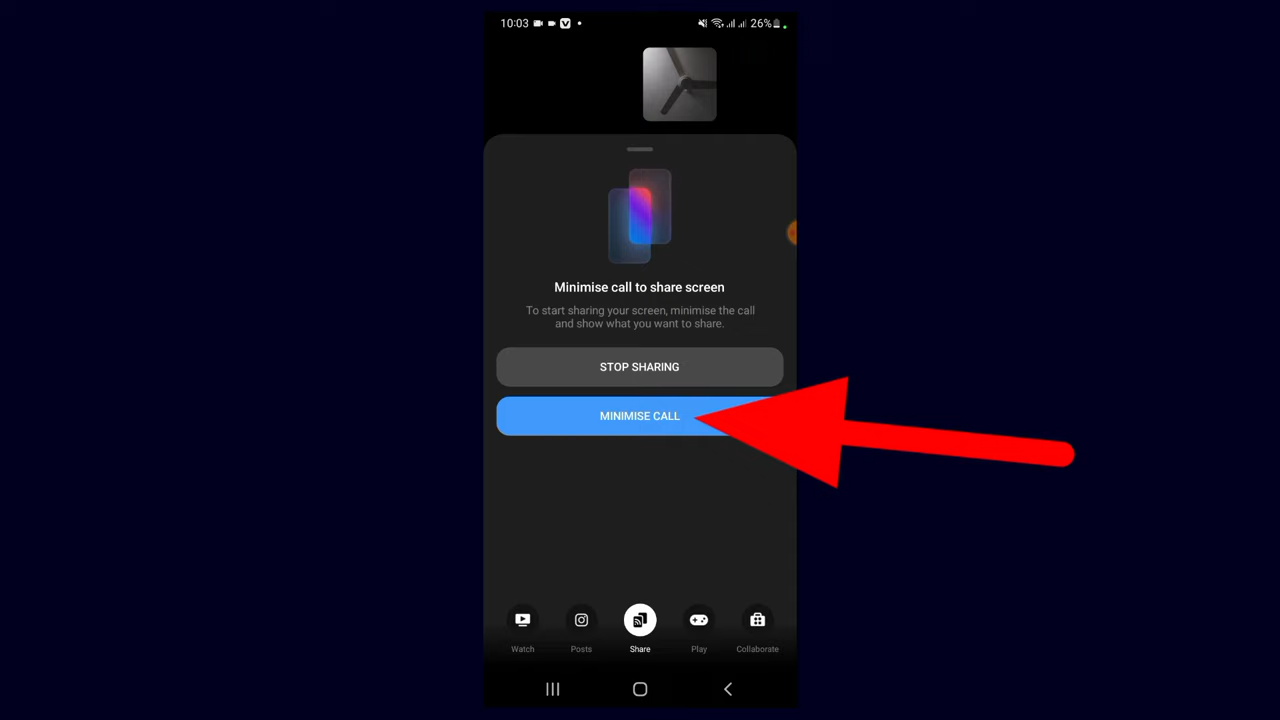 10:03 26%
Minimise call to share screen
To start sharing your screen, minimise the call
and show what you want to share.
STOP SHARING
MINIMISE CALL
Watch Posts Share Play Collaborate